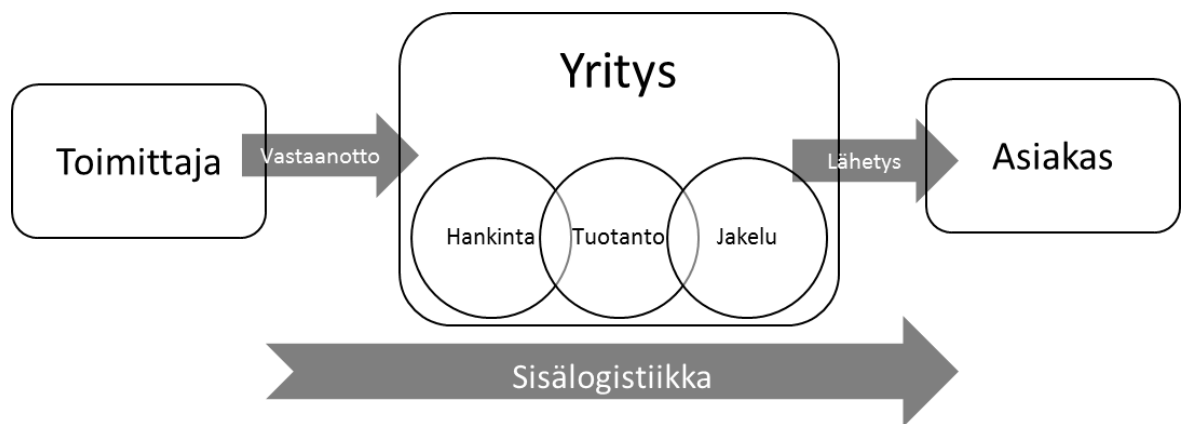 Yritys
Toimittaja
Vastaanotto
Lähetys
Asiakas
Hankinta
Tuotanto
Jakelu
Sisälogistiikka